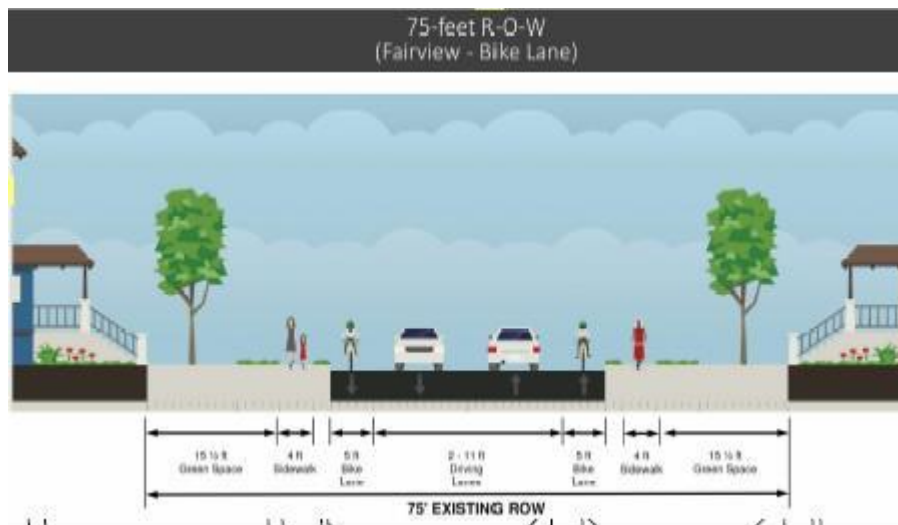 75-feet R-O-W
(Fairview - Bike Lane)
15 ½ ft
Green Space
4 ft
Sidewalk
5 ft
Bike
Lane
2 - 11 ft
Driving
Lanes
5 ft
Bike
Lane
4 ft
Sidewalk
15 ½ ft
Green Space
75' EXISTING ROW